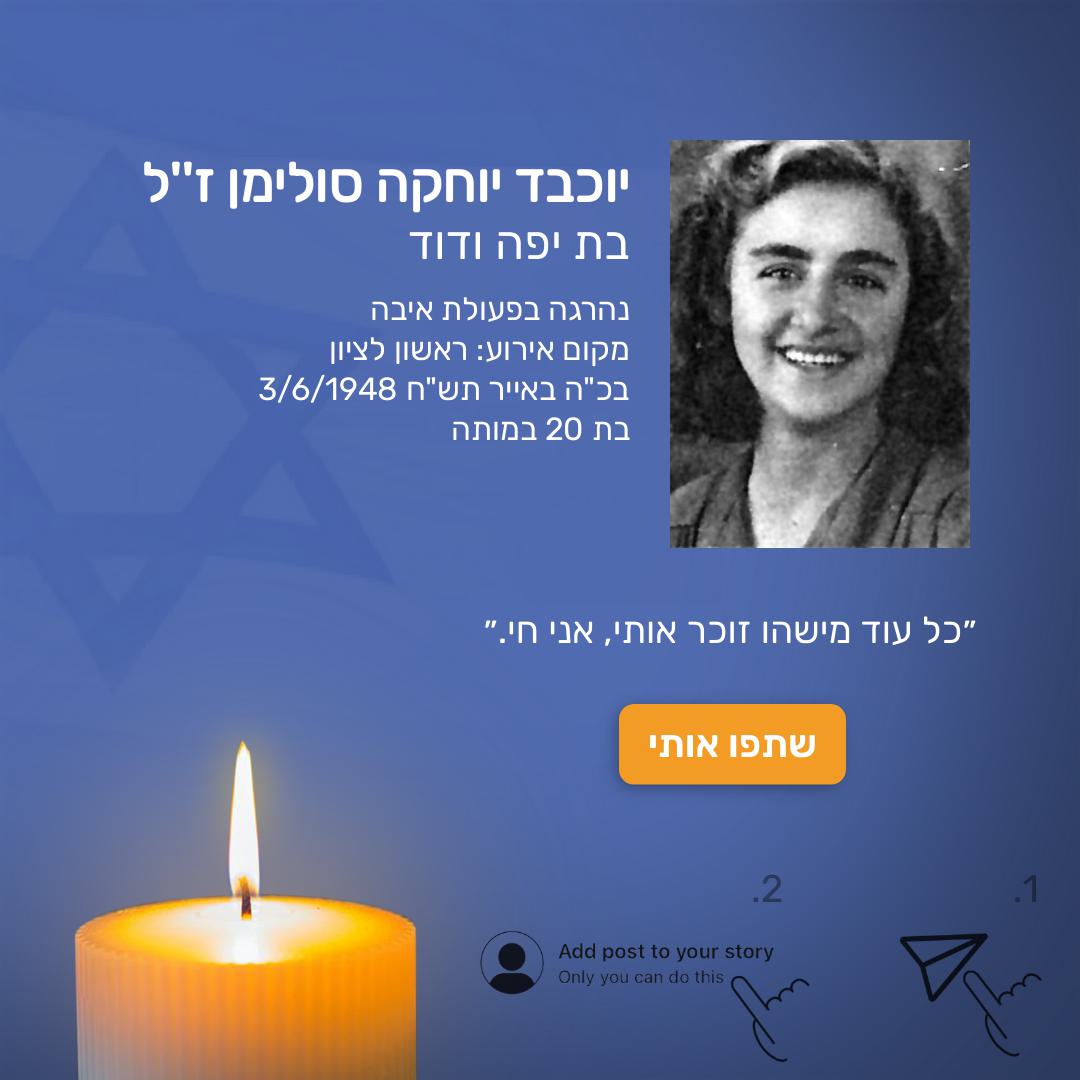 יוכבד יוחקה סולימן ז"ל
בת יפה ודוד
נהרגה בפעולת איבה
מקום אירוע: ראשון לציון
בכ"ה באייר תש"ח 3/6/1948
בת 20 במותה
״כל עוד מישהו זוכר אותי, אני חי.״
שתפו אותי
1.
2.
Add post to your story
Only you can do this